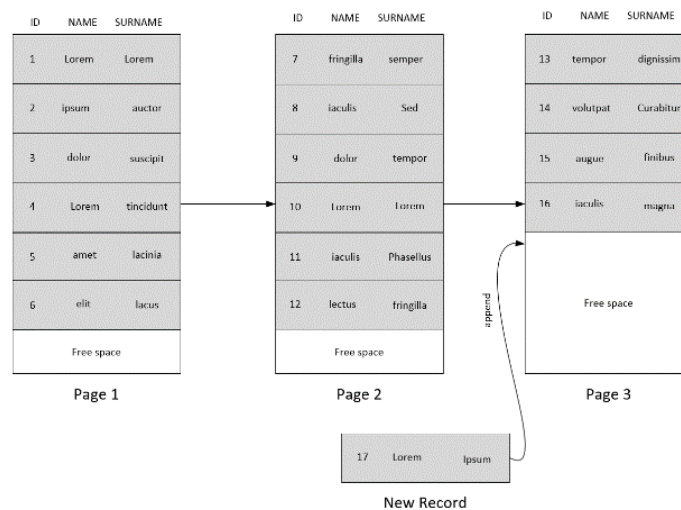 ID NAME SURNAME
1 Lorem Lorem
2 ipsum auctor
3 dolor suscipit
4 Lorem tincidunt
5 amet lacinia
6 elit lacus
Free space
Page 1
ID NAME SURNAME
7 fringilla semper
8 iaculis Sed
9 dolor tempor
10 Lorem Lorem
11 iaculis Phasellus
12 lectus fringilla
Free space
Page 2
ID NAME SURNAME
13 tempor dignissim
14 volutpat Curabitur
15 augue finibus
16 iaculis magna
Free space
Page 3
append
17 Lorem Ipsum
New Record